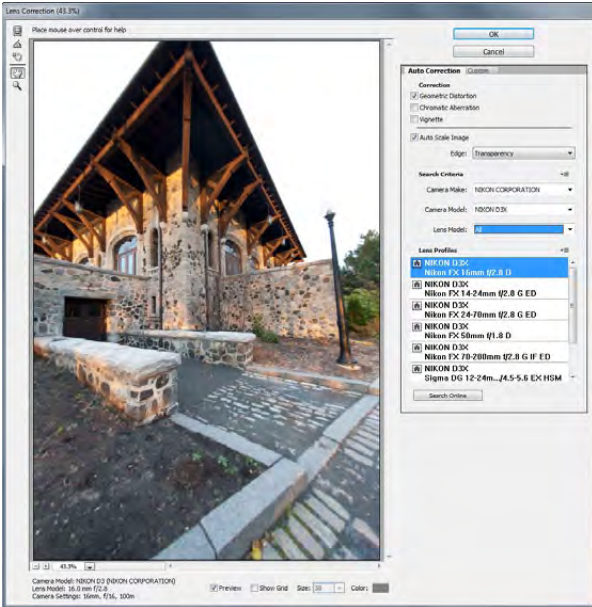 Lens Correction (43.3%)
Place mouse over control for help
OK
Cancel
Auto Correction Custom
Correction
Geometric Distortion
Chromatic Aberration
Vignette
Auto Scale Image
Edge: Transparency
Search Criteria
Camera Make: NIKON CORPORATION
Camera Model: NIKON D3X
Lens Model: All
Lens Profiles
NIKON D3X
Nikon FX 16mm f/2.8 D
NIKON D3X
Nikon FX 14-24mm f/2.8 G ED
NIKON D3X
Nikon FX 24-70mm f/2.8 G ED
NIKON D3X
Nikon FX 50mm f/1.8 D
NIKON D3X
Nikon FX 70-200mm f/2.8 G IF ED
NIKON D3X
Sigma DG 12-24m.../4.5-5.6 EX HSM
Search Online
43.3%
Camera Model: NIKON D3 (NIKON CORPORATION)
Lens Model: 16.0 mm f/2.8
Camera Settings: 16mm, f/16, 100m
Preview Show Grid Size: 30 Color: